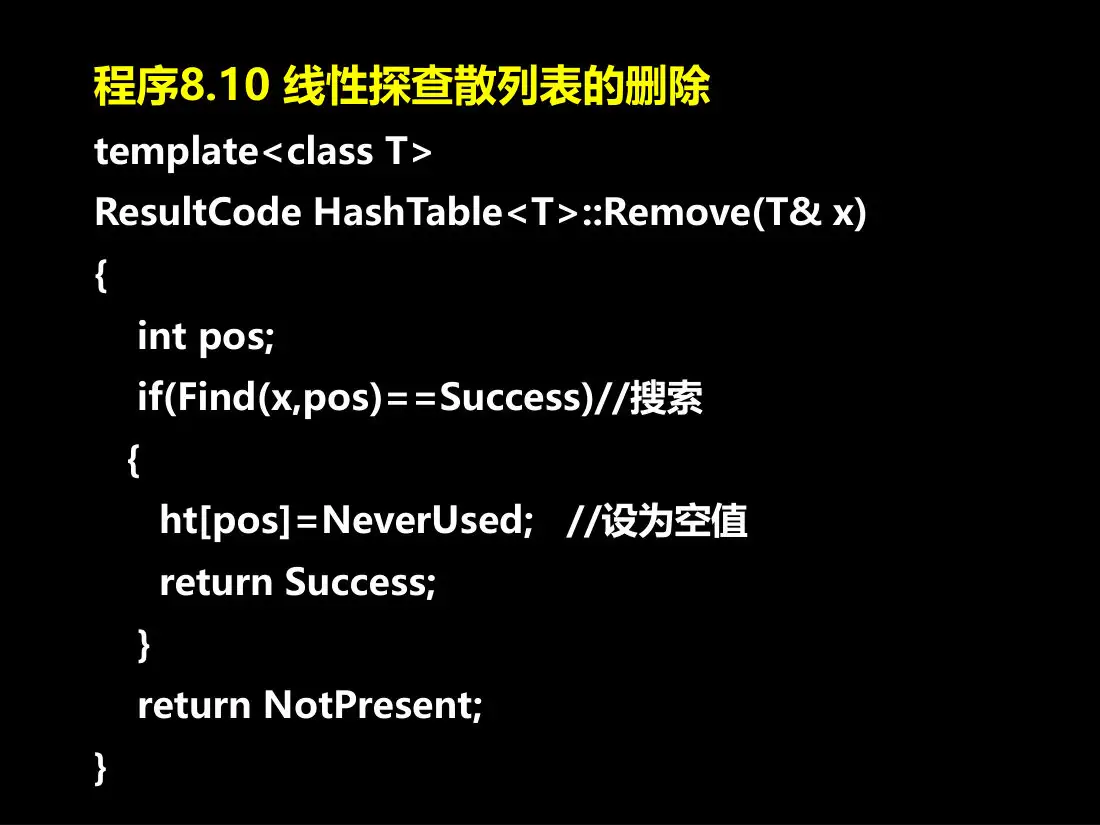 程序8.10 线性探查散列表的删除
template<class T>
ResultCode HashTable<T>::Remove(T& x)
{
int pos;
if(Find(x,pos)==Success)//搜索
{
ht[pos]=NeverUsed; //设为空值
return Success;
}
return NotPresent;
}